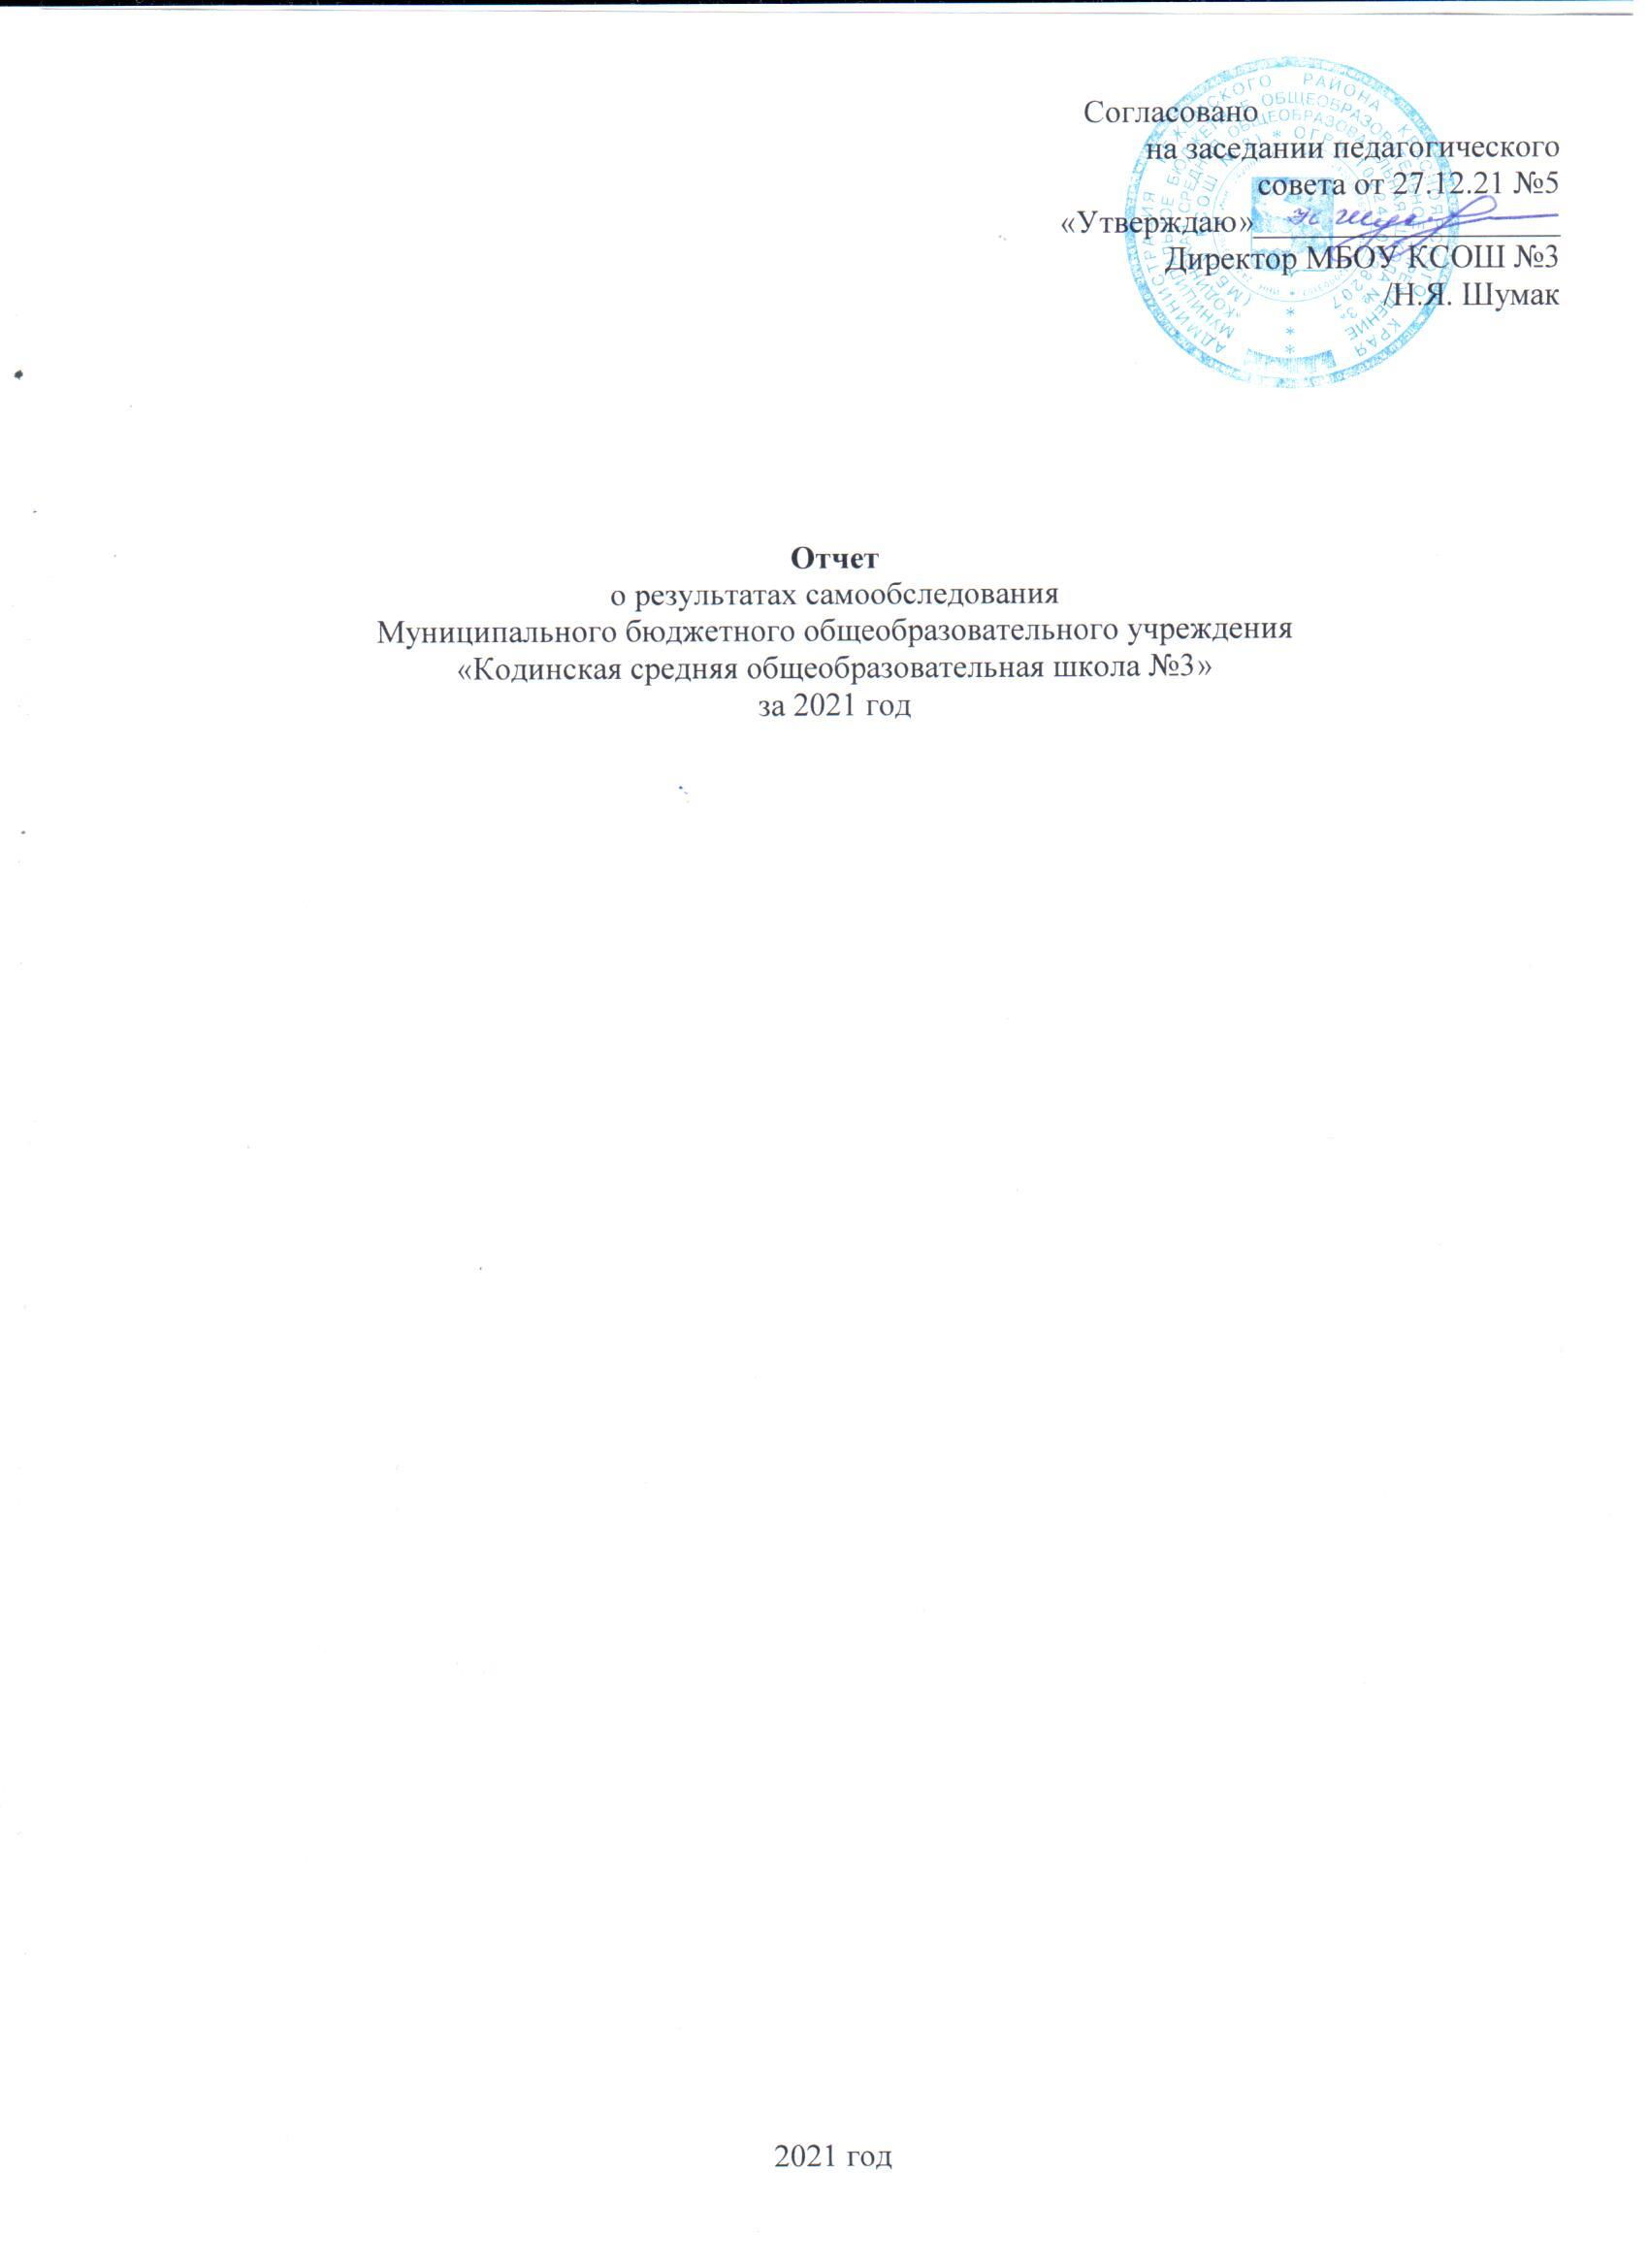 Согласовано
на заседании педагогического
совета от 27.12.21 №5
«Утверждаю»
Директор МБОУ КСОШ №3
/Н.Я. Шумак
Отчет
о результатах самообследования
Муниципального бюджетного общеобразовательного учреждения
«Кодинская средняя общеобразовательная школа №3»
за 2021 год
2021 год